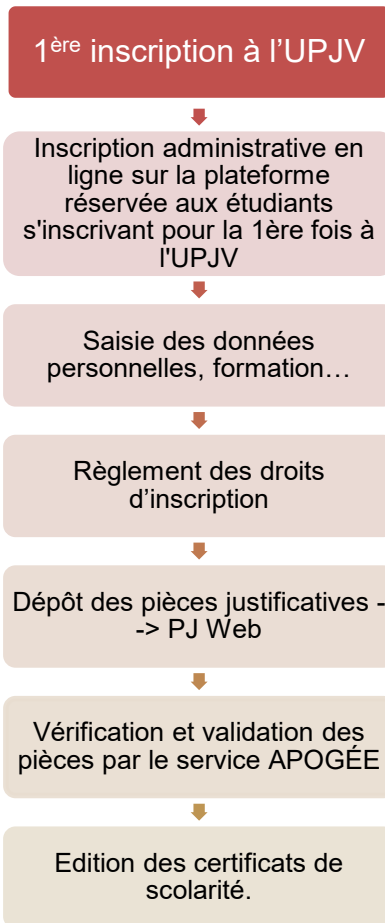 1ère inscription à l’UPJV
Inscription administrative en
ligne sur la plateforme
réservée aux étudiants
s'inscrivant pour la 1ère fois à
l'UPJV
Saisie des données
personnelles, formation…
Règlement des droits
d’inscription
Dépôt des pièces justificatives -
-> PJ Web
Vérification et validation des
pièces par le service APOGÉE
Edition des certificats de
scolarité.